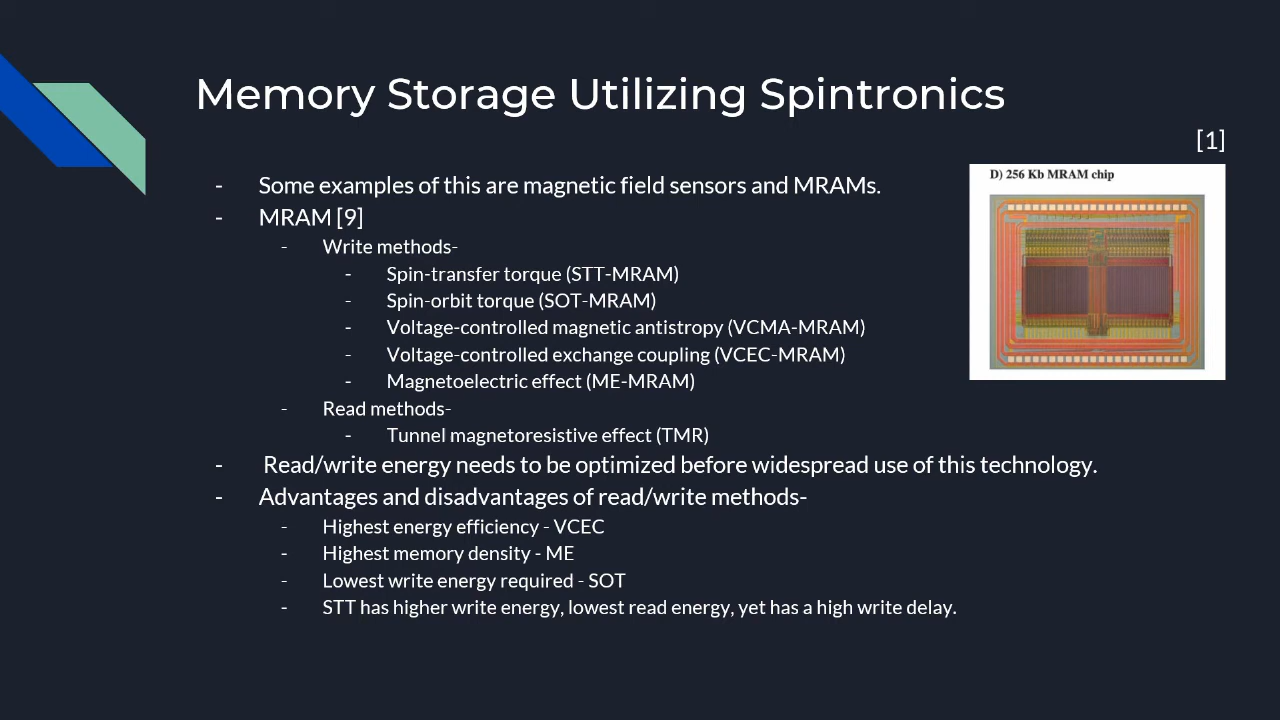 Memory Storage Utilizing Spintronics
[1]
- Some examples of this are magnetic field sensors and MRAMs.
- MRAM [9]
- Write methods-
- Spin-transfer torque (STT-MRAM)
- Spin-orbit torque (SOT-MRAM)
- Voltage-controlled magnetic antistropy (VCMA-MRAM)
- Voltage-controlled exchange coupling (VCEC-MRAM)
- Magnetoelectric effect (ME-MRAM)
- Read methods-
- Tunnel magnetoresistive effect (TMR)
- Read/write energy needs to be optimized before widespread use of this technology.
- Advantages and disadvantages of read/write methods-
- Highest energy efficiency - VCEC
- Highest memory density - ME
- Lowest write energy required - SOT
- STT has higher write energy, lowest read energy, yet has a high write delay.
D) 256 Kb MRAM chip